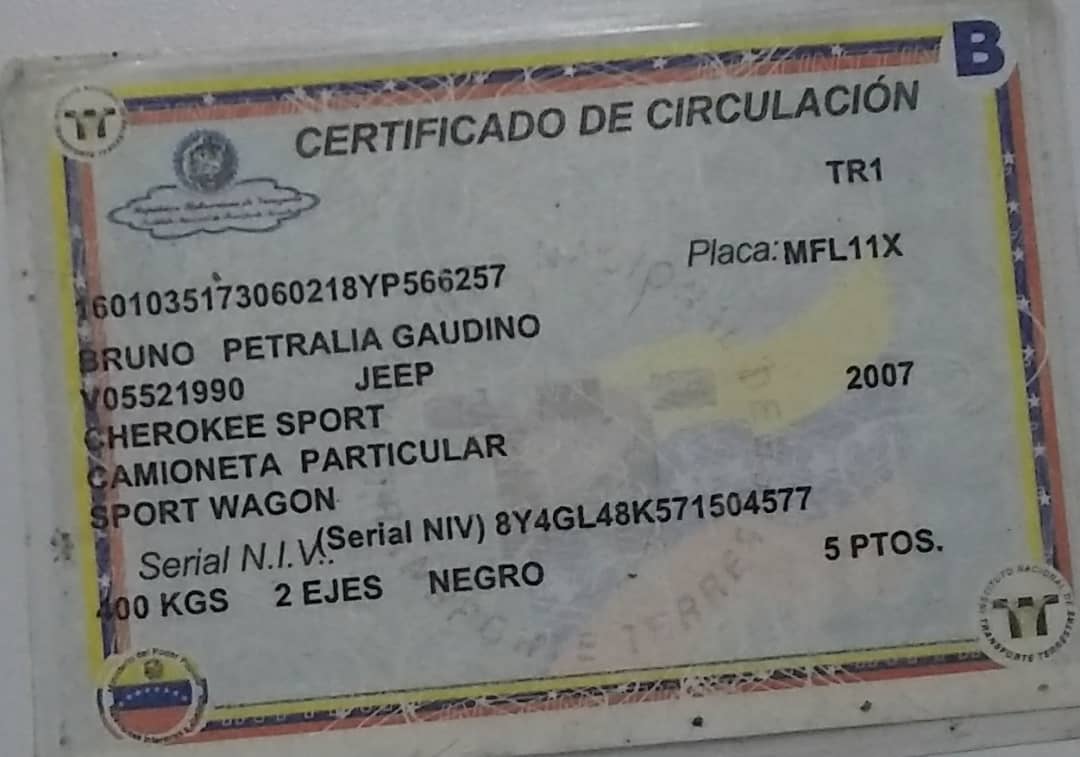 B
CERTIFICADO DE CIRCULACIÓN
TR1
Placa: MFL11X
1601035173060218YP566257
BRUNO PETRALIA GAUDINO
V05521990 JEEP 2007
CHEROKEE SPORT
CAMIONETA PARTICULAR
SPORT WAGON
Serial N.I.V.: (Serial NIV) 8Y4GL48K571504577
400 KGS 2 EJES NEGRO 5 PTOS.
INSTITUTO NACIONAL DE TRANSPORTE TERRESTRE